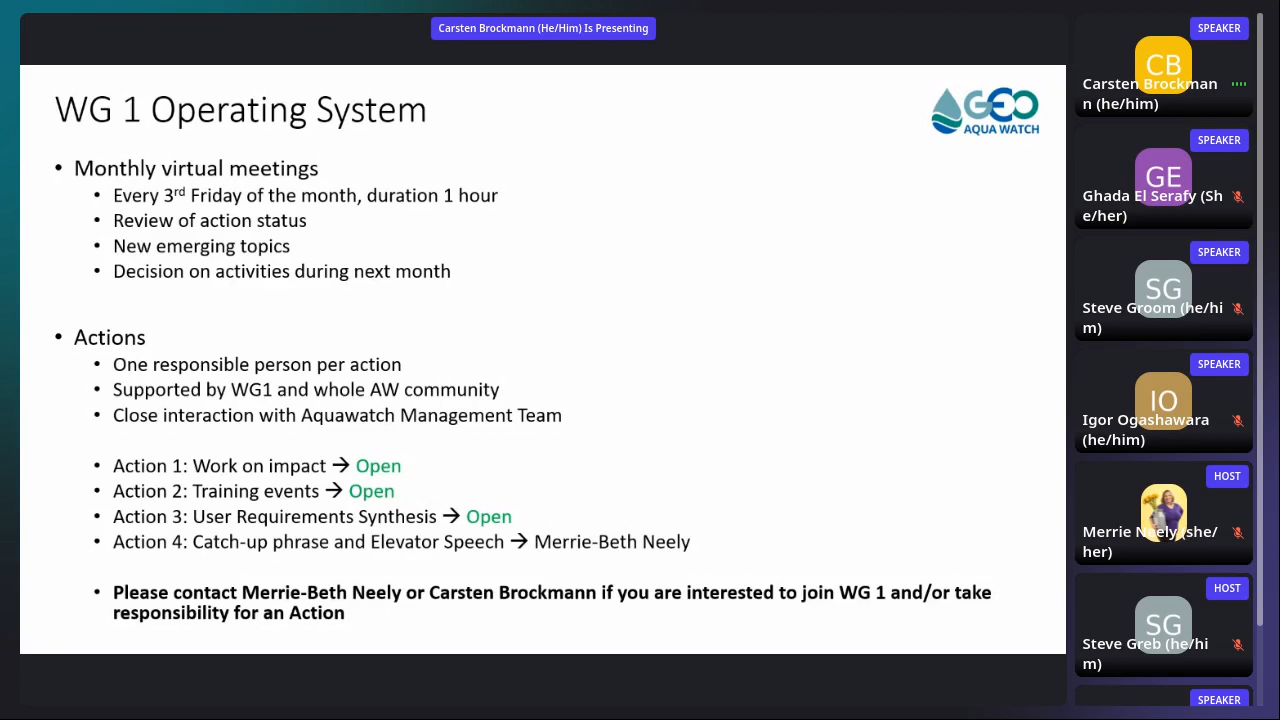 Carsten Brockmann (He/Him) Is Presenting
WG 1 Operating System
GEO
AQUA WATCH
• Monthly virtual meetings
• Every 3rd Friday of the month, duration 1 hour
• Review of action status
• New emerging topics
• Decision on activities during next month
• Actions
• One responsible person per action
• Supported by WG1 and whole AW community
• Close interaction with Aquawatch Management Team
• Action 1: Work on impact → Open
• Action 2: Training events → Open
• Action 3: User Requirements Synthesis → Open
• Action 4: Catch-up phrase and Elevator Speech → Merrie-Beth Neely
• Please contact Merrie-Beth Neely or Carsten Brockmann if you are interested to join WG 1 and/or take
responsibility for an Action
SPEAKER
CB
Carsten Brockman
n (he/him)
SPEAKER
GE
Ghada El Serafy (Sh
e/her)
SPEAKER
SG
Steve Groom (he/hi
m)
SPEAKER
IO
Igor Ogashawara
(he/him)
HOST
Merrie Neely (she/
her)
HOST
SG
Steve Greb (he/hi
m)
SPEAKER